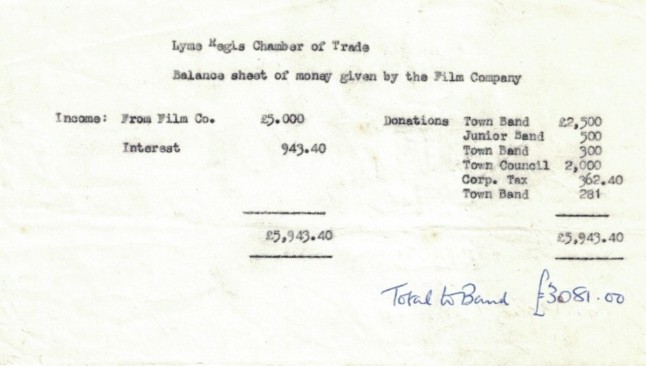 Lyme Regis Chamber of Trade
Balance sheet of money given by the Film Company
Income: From Film Co. £5.000 Donations Town Band £2,500
Junior Band 500
Interest 943.40 Town Band 300
Town Council 2,000
Corp. Tax 362.40
Town Band 281
£5,943.40 £5,943.40
Total to Band £3081.00